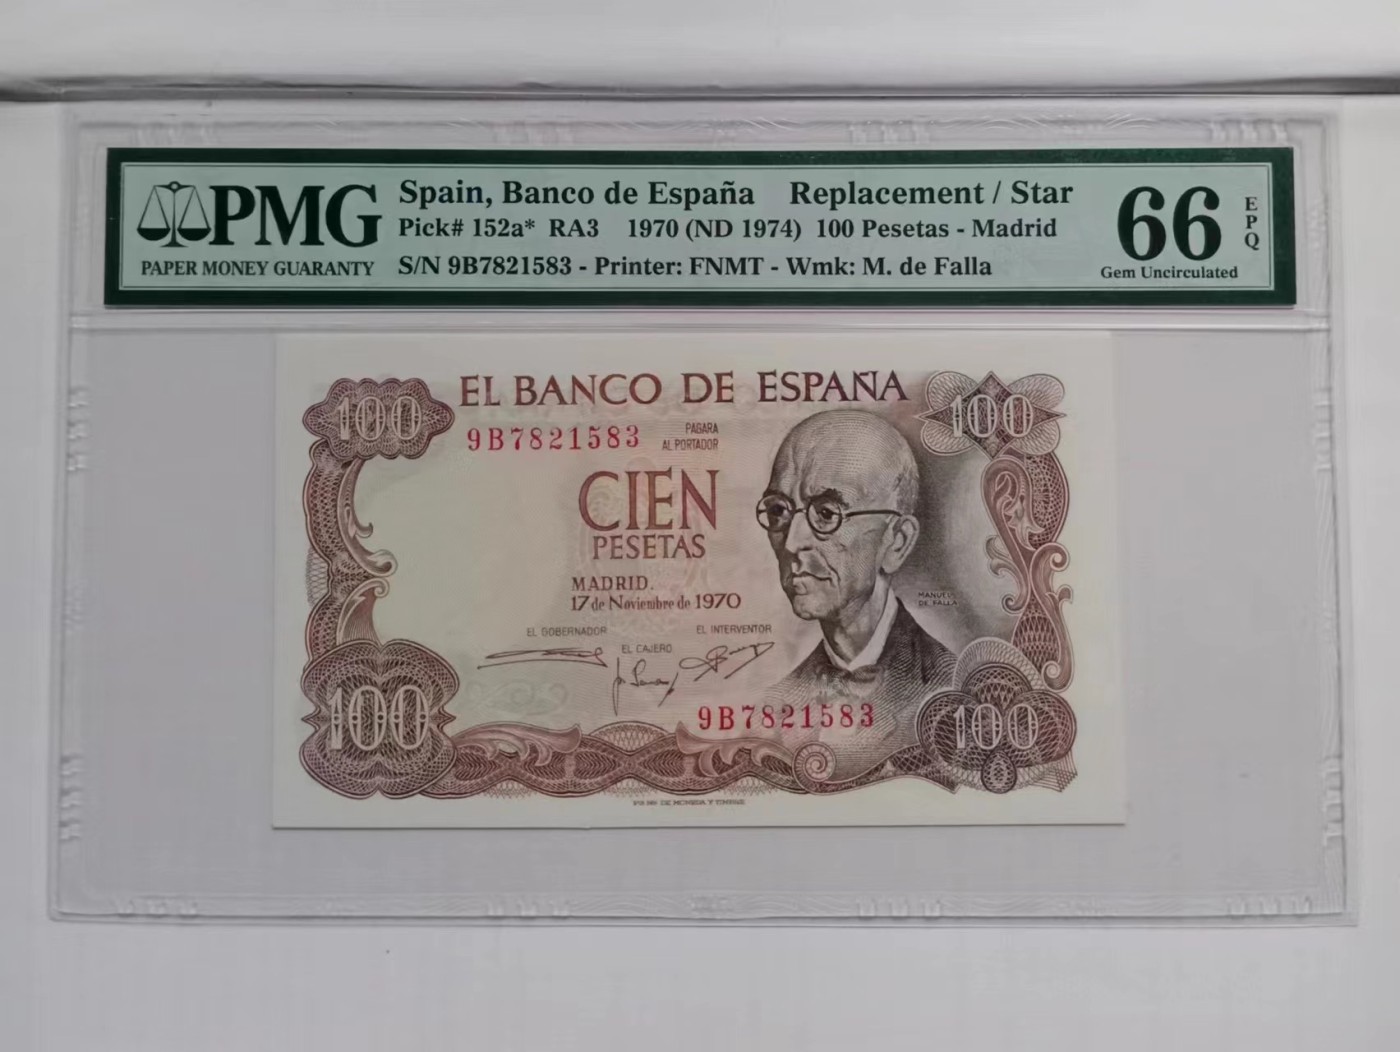 PMG
PAPER MONEY GUARANTY
Spain, Banco de España Replacement / Star
Pick# 152a* RA3 1970 (ND 1974) 100 Pesetas - Madrid
S/N 9B7821583 - Printer: FNMT - Wmk: M. de Falla
66
EPQ
Gem Uncirculated
100
EL BANCO DE ESPAÑA
100
9B7821583
PAGARA
AL PORTADOR
CIEN
PESETAS
MADRID.
17 de Noviembre de 1970
MANUEL
DE FALLA
EL GOBERNADOR
EL INTERVENTOR
EL CAJERO
9B7821583
100
100
DE MONEDA Y TIMBRE